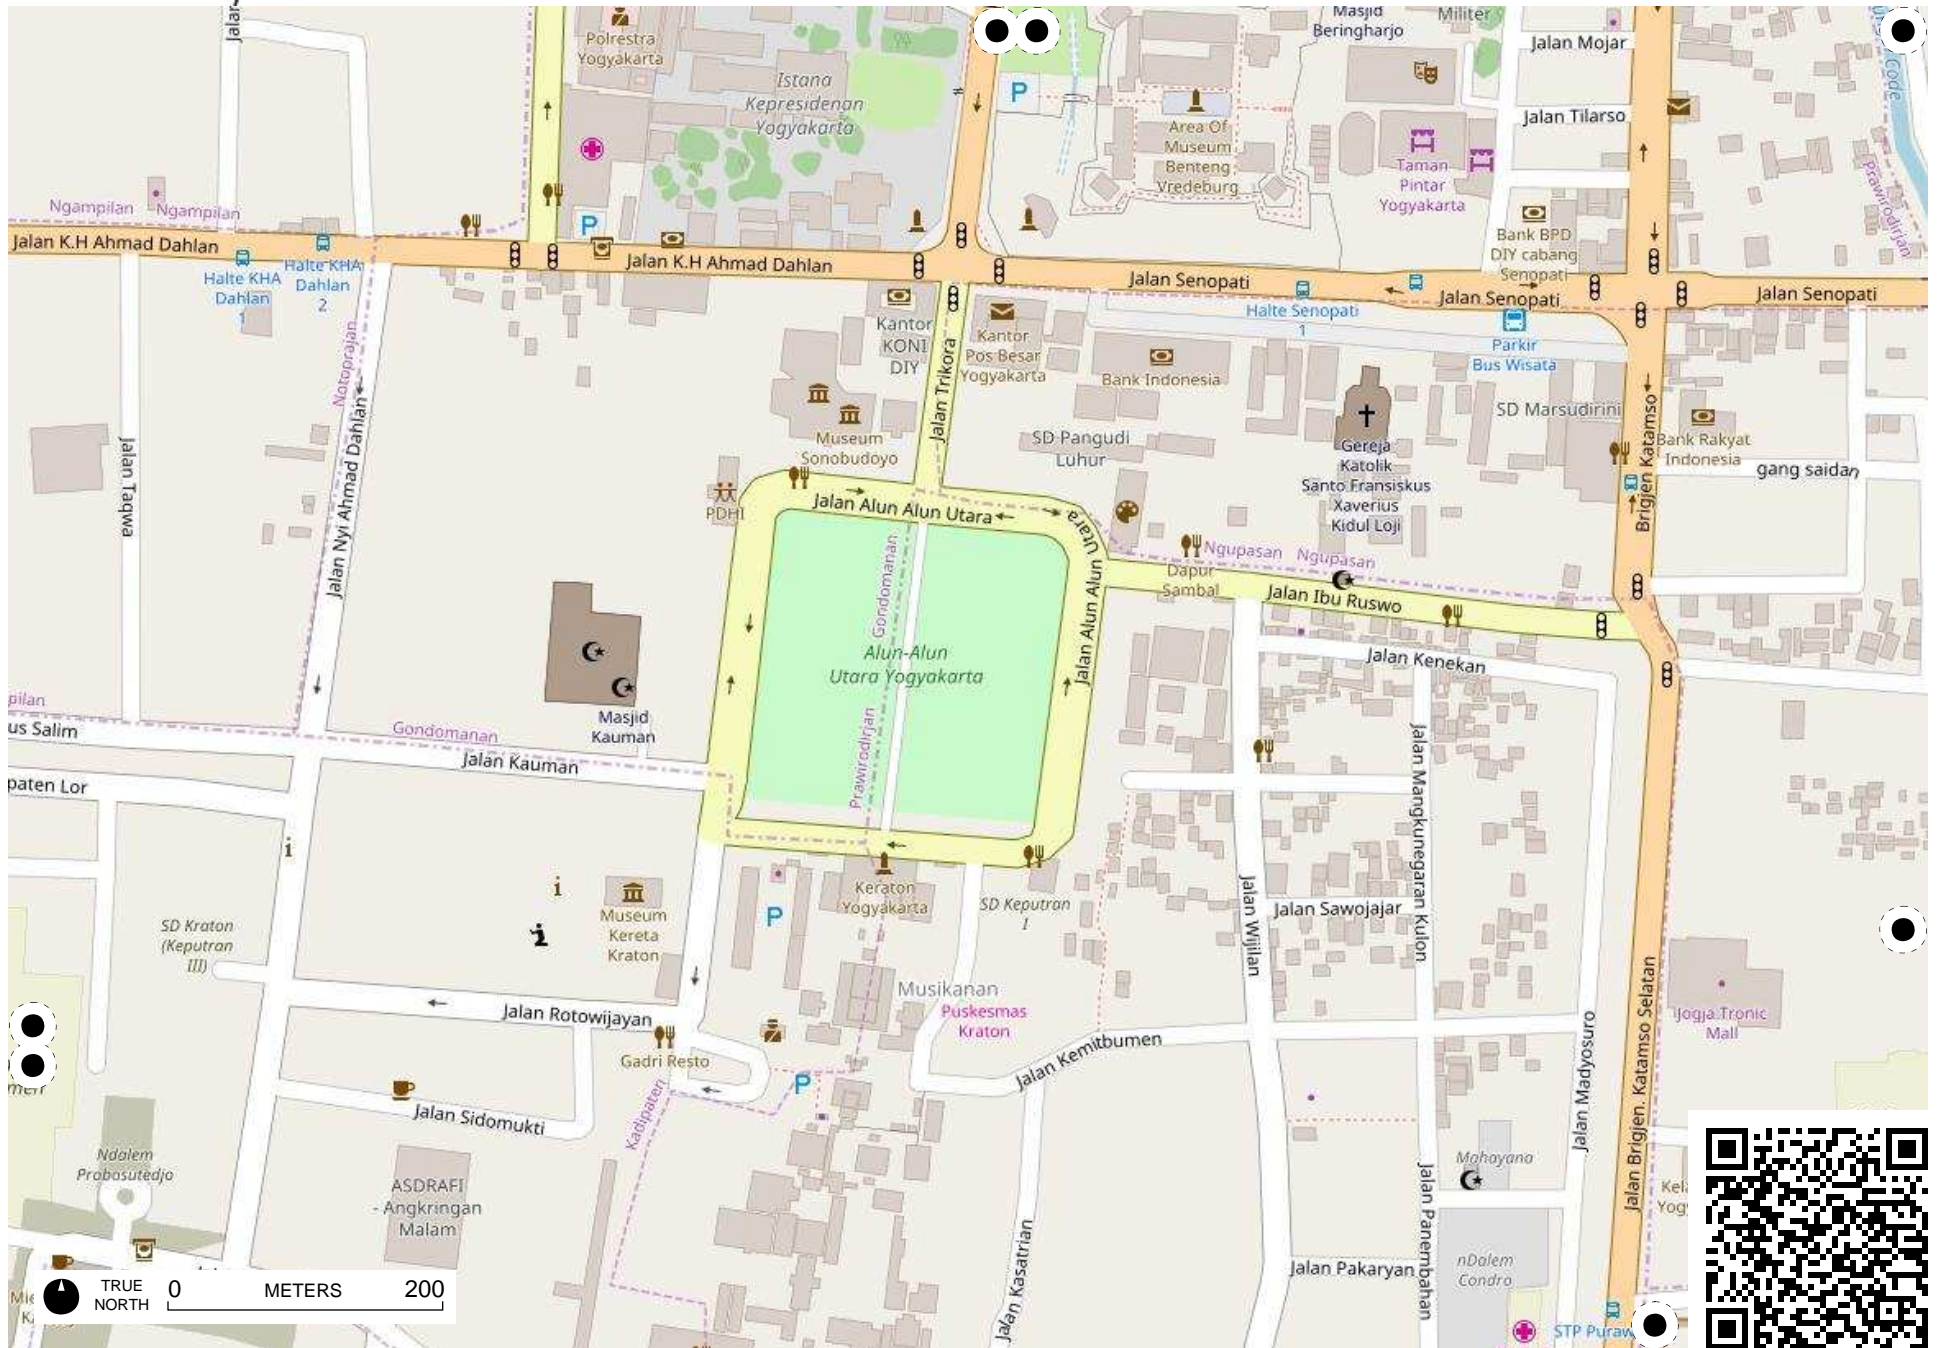 Polrestra
Yogyakarta
Istana
Kepresidenan
Yogyakarta
P
Masjid
Beringharjo
Militer
Jalan Mojar
Jalan Tilarso
Area Of
Museum
Benteng
Vredeburg
Taman
Pintar
Yogyakarta
Code
Prawirodirjan
Ngampilan
Ngampilan
P
Bank BPD
DIY cabang
Senopati
Jalan K.H Ahmad Dahlan
Halte KHA
Dahlan
1
Halte KHA
Dahlan
2
Jalan K.H Ahmad Dahlan
Jalan Senopati
Jalan Senopati
Jalan Senopati
Halte Senopati
1
Parkir
Bus Wisata
Kantor
KONI
DIY
Jalan Trikora
Kantor
Pos Besar
Yogyakarta
Bank Indonesia
Notoprajan
Jalan Nyi Ahmad Dahlan
Jalan Taqwa
Museum
Sonobudoyo
SD Pangudi
Luhur
Gereja
Katolik
Santo Fransiskus
Xaverius
Kidul Loji
SD Marsudirini
Brigjen Katamso
Bank Rakyat
Indonesia
gang saidan
PDHI
Jalan Alun Alun Utara
Jalan Alun Alun Utara
Gondomanan
Prawirodirjan
Alun-Alun
Utara Yogyakarta
Ngupasan
Ngupasan
Dapur
Sambal
Jalan Ibu Ruswo
Jalan Kenekan
Masjid
Kauman
pilan
us Salim
Gondomanan
Jalan Kauman
paten Lor
Jalan Mangkunegaran Kulon
SD Kraton
(Keputran
III)
Museum
Kereta
Kraton
P
Keraton
Yogyakarta
SD Keputran
1
Jalan Wijilan
Jalan Sawojajar
Musikanan
Puskesmas
Kraton
Jalan Rotowijayan
Gadri Resto
Jalan Kemitbumen
Jalan Madyosuro
Jalan Brigjen. Katamso Selatan
Jogja Tronic
Mall
P
Kadipaten
Jalan Sidomukti
Ndalem
Probosutedjo
ASDRAFI
- Angkringan
Malam
Mahayana
Jalan Panembahan
Jalan Kasatrian
Jalan Pakaryan
nDalem
Condro
STP Puraw
TRUE
NORTH
0 METERS 200